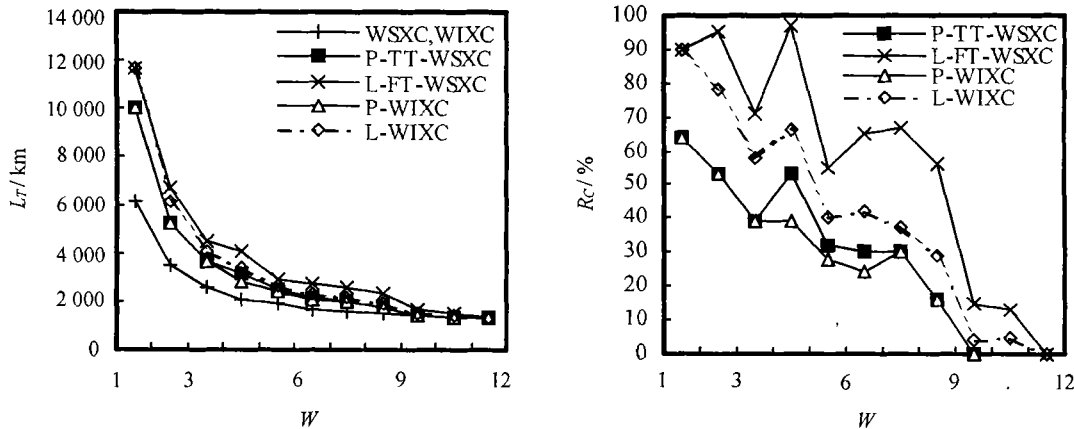 14 000
12 000
10 000
8 000
6 000
4 000
2 000
0
L_T / km
1 3 6 9 12
W
WSXC,WIXC
P-TT-WSXC
L-FT-WSXC
P-WIXC
L-WIXC
100
90
80
70
60
50
40
30
20
10
0
R_C / %
1 3 6 9 12
W
P-TT-WSXC
L-FT-WSXC
P-WIXC
L-WIXC